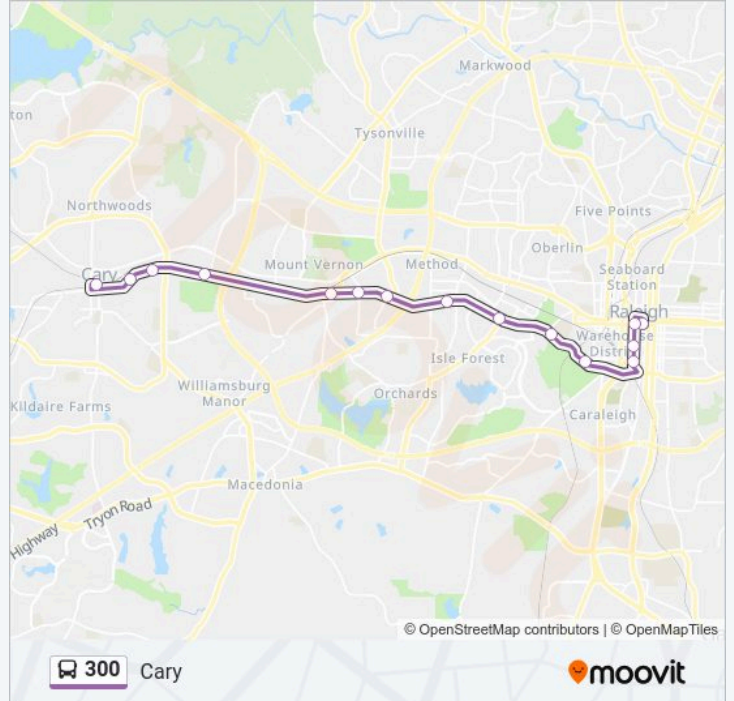 Markwood
ton
Tysonville
Northwoods
Five Points
Oberlin
Cary
Mount Vernon
Method
Seaboard
Station
Raleigh
Warehouse
District
Isle Forest
Williamsburg
Manor
Orchards
Kildaire Farms
Caraleigh
Macedonia
Tryon Road
Highway
© OpenStreetMap contributors | © OpenMapTiles
300 Cary
moovit